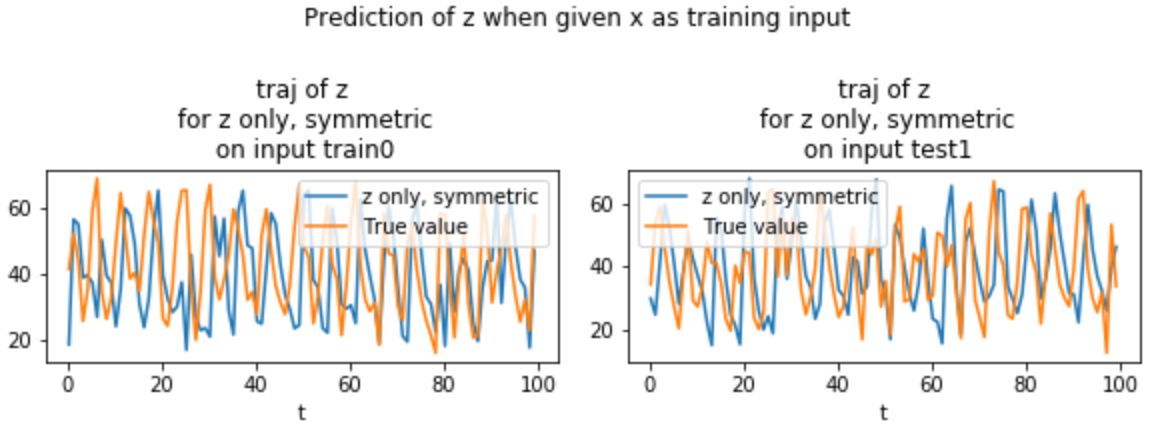 Prediction of z when given x as training input
traj of z
for z only, symmetric
on input train0
z only, symmetric
True value
60
40
20
0
20
40
60
80
100
t
traj of z
for z only, symmetric
on input test1
z only, symmetric
True value
60
40
20
0
20
40
60
80
100
t